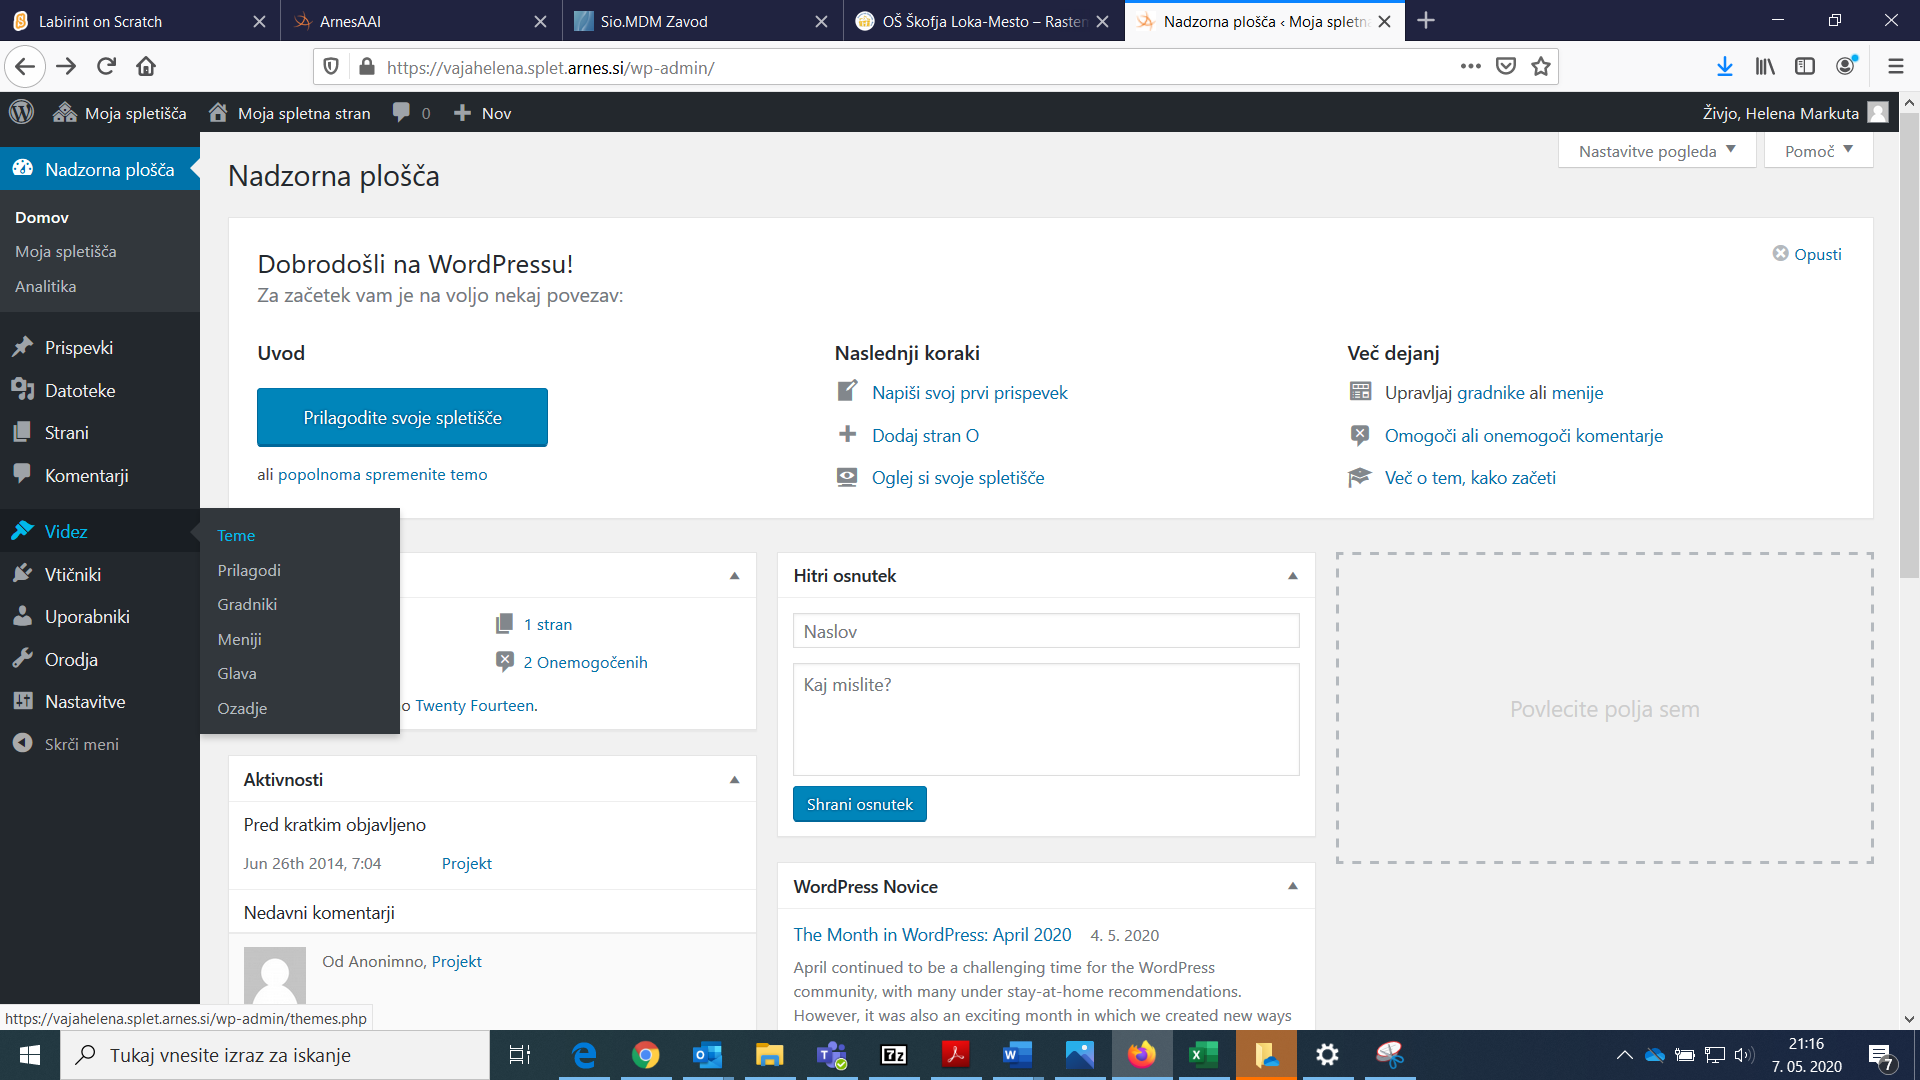 Labirint on Scratch
ArnesAAI
Sio.MDM Zavod
OŠ Škofja Loka-Mesto – Raste
Nadzorna plošča ‹ Moja spletn
https://vajahelena.splet.arnes.si/wp-admin/
Moja spletišča
Moja spletna stran
0
Nov
Živjo, Helena Markuta
Nadzorna plošča
Domov
Moja spletišča
Analitika
Prispevki
Datoteke
Strani
Komentarji
Videz
Vtičniki
Uporabniki
Orodja
Nastavitve
Skrči meni
Teme
Prilagodi
Gradniki
Meniji
Glava
Ozadje
Nastavitve pogleda
Pomoč
Nadzorna plošča
Dobrodošli na WordPressu!
Opusti
Za začetek vam je na voljo nekaj povezav:
Uvod
Prilagodite svoje spletišče
ali popolnoma spremenite temo
Naslednji koraki
Napiši svoj prvi prispevek
Dodaj stran O
Oglej si svoje spletišče
Več dejanj
Upravljaj gradnike ali menije
Omogoči ali onemogoči komentarje
Več o tem, kako začeti
1 stran
2 Onemogočenih
o Twenty Fourteen.
Aktivnosti
Pred kratkim objavljeno
Jun 26th 2014, 7:04 Projekt
Nedavni komentarji
Od Anonimno, Projekt
Hitri osnutek
Naslov
Kaj mislite?
Shrani osnutek
WordPress Novice
The Month in WordPress: April 2020 4. 5. 2020
April continued to be a challenging time for the WordPress
community, with many under stay-at-home recommendations.
However, it was also an exciting month in which we created new ways
Povlecite polja sem
https://vajahelena.splet.arnes.si/wp-admin/themes.php
Tukaj vnesite izraz za iskanje
7z
21:16
7. 05. 2020
7